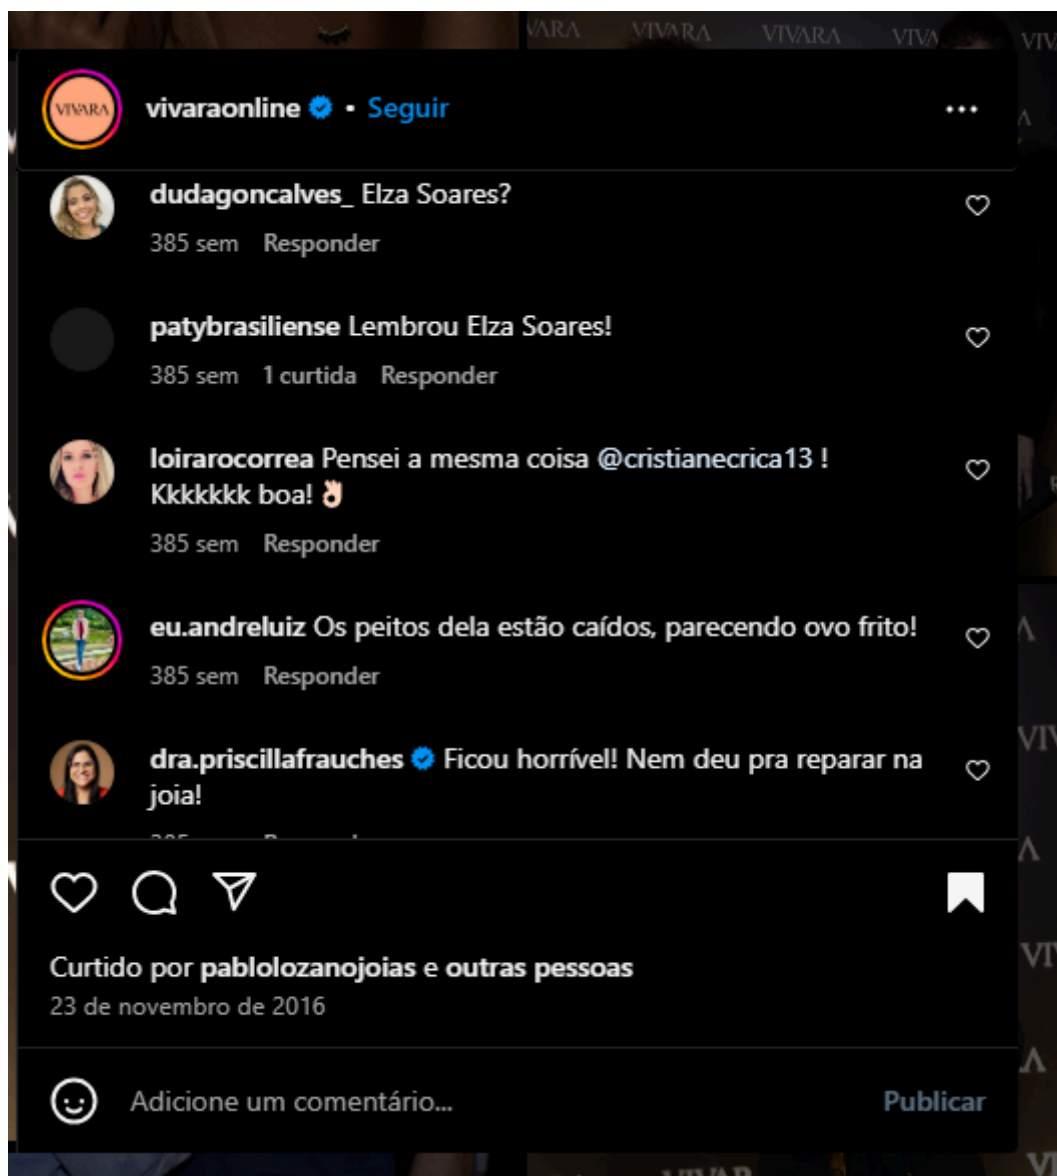 VARA VIVARA VIVARA VIVA VIV
VIVARA
vivaraonline • Seguir
dudagoncalves_ Elza Soares?
385 sem Responder
patybrasiliense Lembrou Elza Soares!
385 sem 1 curtida Responder
loirarocorrea Pensei a mesma coisa @cristianecrica13 !
Kkkkkkk boa! 👌🏻
385 sem Responder
eu.andreluiz Os peitos dela estão caídos, parecendo ovo frito!
385 sem Responder
dra.priscillafrauches Ficou horrível! Nem deu pra reparar na
joia!
Curtido por pablolozanojoias e outras pessoas
23 de novembro de 2016
Adicione um comentário...
Publicar